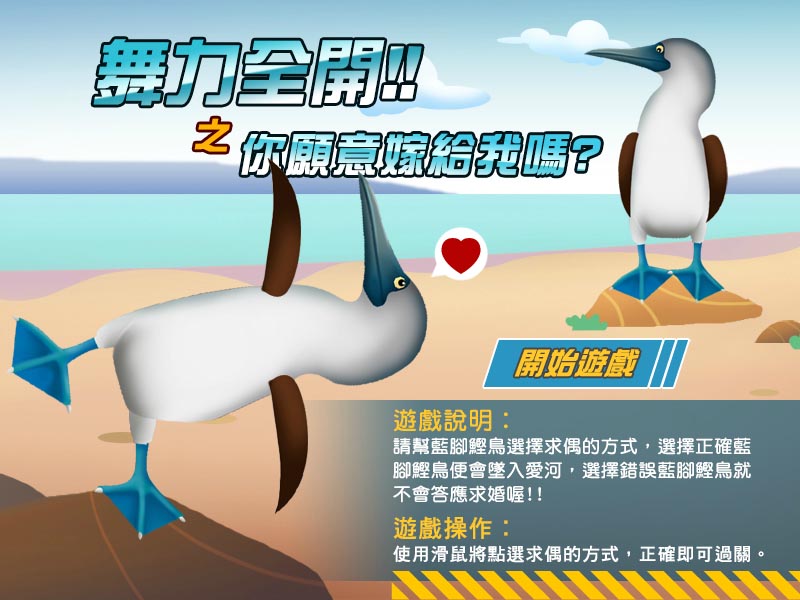 舞力全開!!
之你願意嫁給我嗎?
開始遊戲
遊戲說明：
請幫藍腳鰹鳥選擇求偶的方式，選擇正確藍
腳鰹鳥便會墜入愛河，選擇錯誤藍腳鰹鳥就
不會答應求婚喔!!
遊戲操作：
使用滑鼠將點選求偶的方式，正確即可過關。